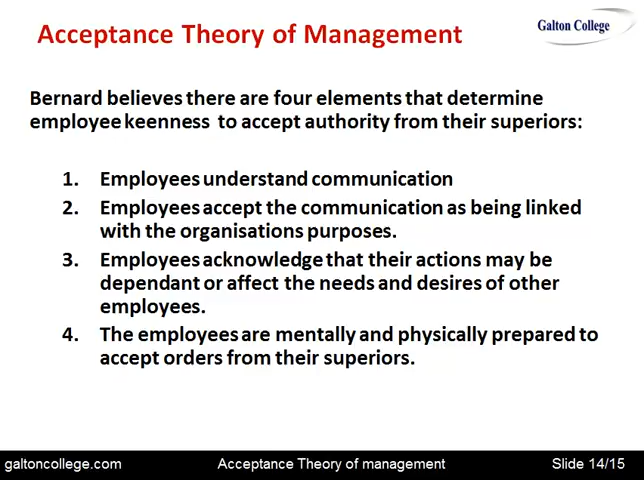 Acceptance Theory of Management
Galton College
Bernard believes there are four elements that determine
employee keenness to accept authority from their superiors:
1. Employees understand communication
2. Employees accept the communication as being linked
with the organisations purposes.
3. Employees acknowledge that their actions may be
dependant or affect the needs and desires of other
employees.
4. The employees are mentally and physically prepared to
accept orders from their superiors.
galtoncollege.com Acceptance Theory of management Slide 14/15